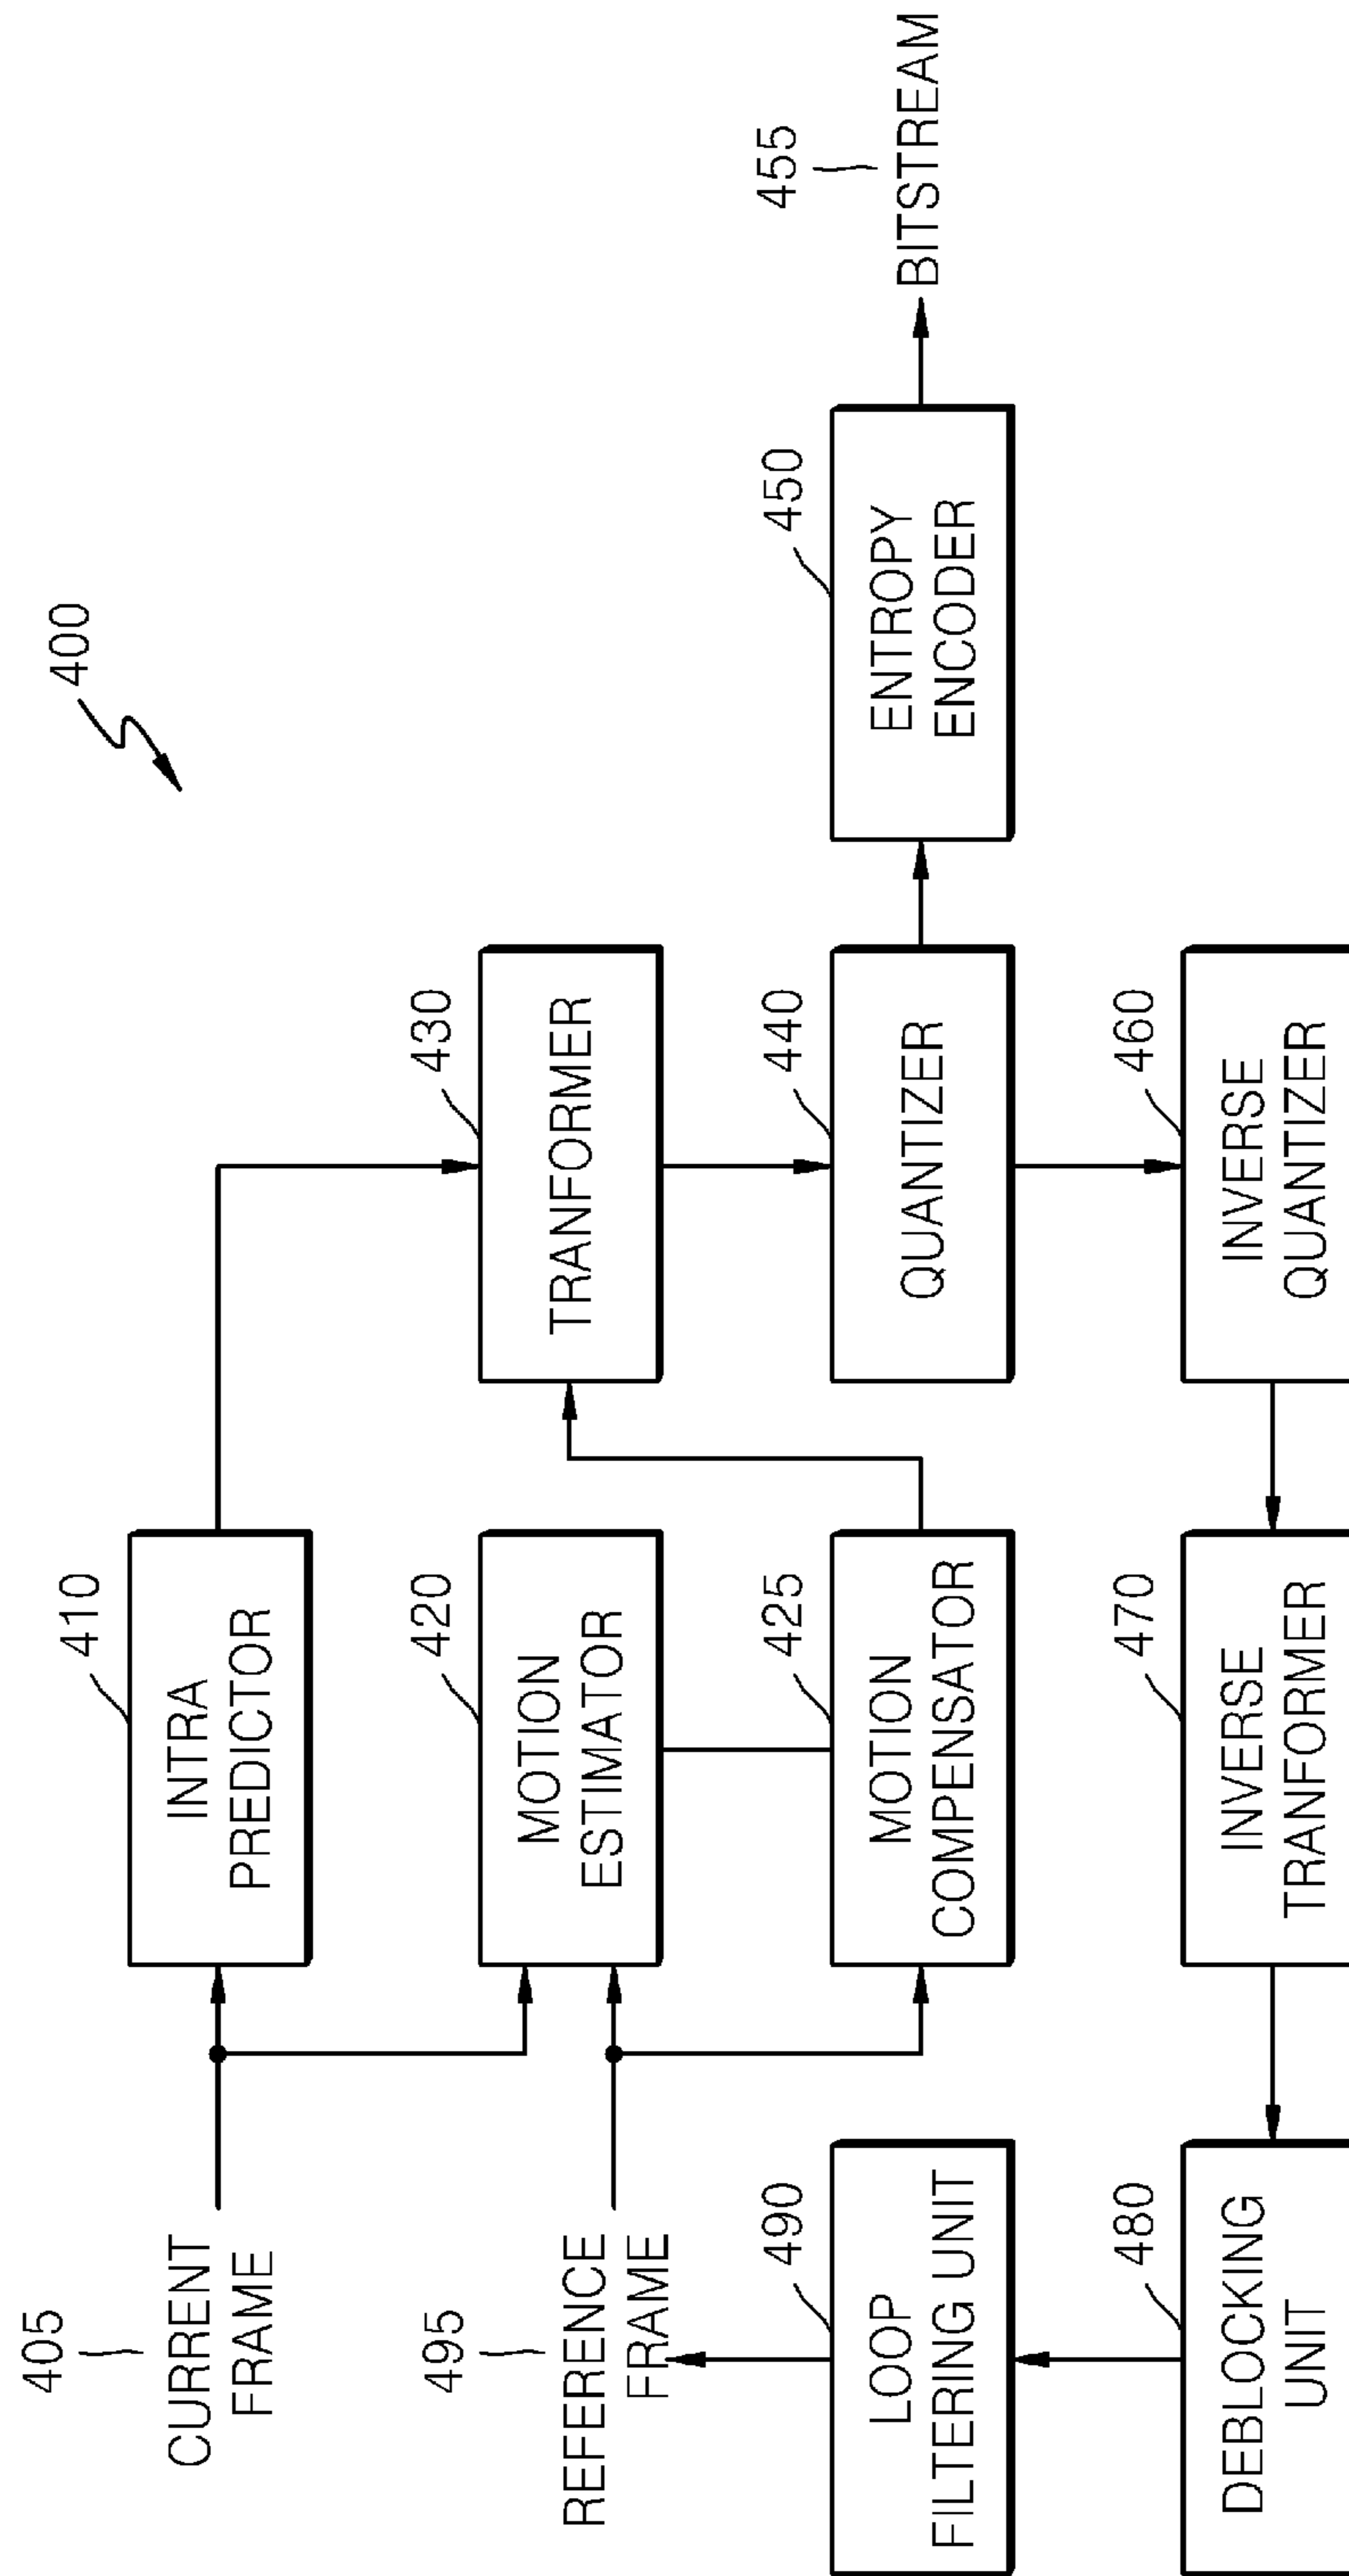 400
405
CURRENT
FRAME
410
INTRA
PREDICTOR
495
REFERENCE
FRAME
420
MOTION
ESTIMATOR
430
TRANFORMER
490
LOOP
FILTERING UNIT
425
MOTION
COMPENSATOR
440
QUANTIZER
450
ENTROPY
ENCODER
455
BITSTREAM
480
DEBLOCKING
UNIT
470
INVERSE
TRANFORMER
460
INVERSE
QUANTIZER